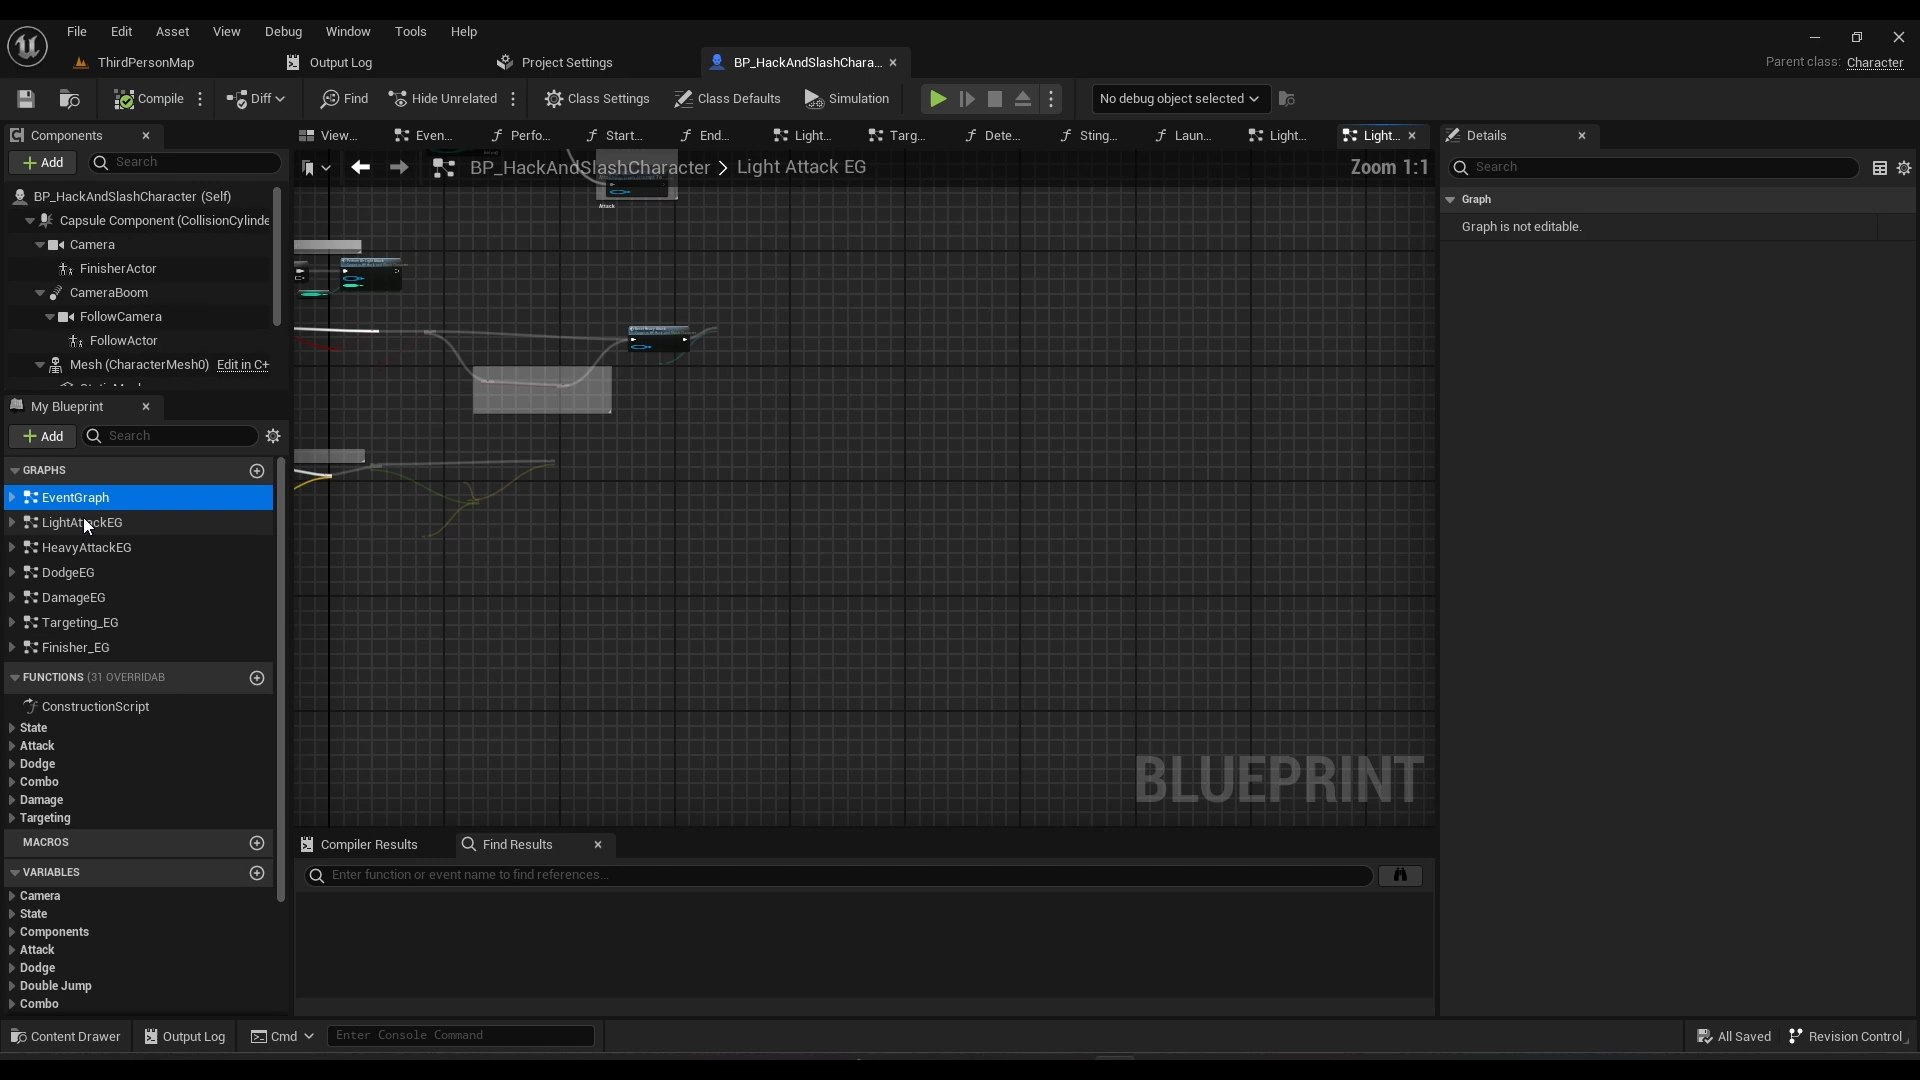 File Edit Asset View Debug Window Tools Help
ThirdPersonMap Output Log Project Settings BP_HackAndSlashChara... Parent class: Character
Compile Diff Find Hide Unrelated Class Settings Class Defaults Simulation No debug object selected
Components View... Even... Perfo... Start... End... Light... Targ... Dete... Sting... Laun... Light... Light... Details
Add Search BP_HackAndSlashCharacter Light Attack EG Zoom 1:1 Search
BP_HackAndSlashCharacter (Self) Graph
Attack
Capsule Component (CollisionCylinde Graph is not editable.
Camera
FinisherActor
CameraBoom
FollowCamera
FollowActor
Mesh (CharacterMesh0) Edit in C+
My Blueprint
Add Search
GRAPHS
EventGraph
LightAttackEG
HeavyAttackEG
DodgeEG
DamageEG
Targeting_EG
Finisher_EG
FUNCTIONS (31 OVERRIDAB
ConstructionScript
State
Attack
Dodge
Combo
Damage
Targeting
BLUEPRINT
MACROS Compiler Results Find Results
VARIABLES Enter function or event name to find references...
Camera
State
Components
Attack
Dodge
Double Jump
Combo
Content Drawer Output Log Cmd Enter Console Command All Saved Revision Control